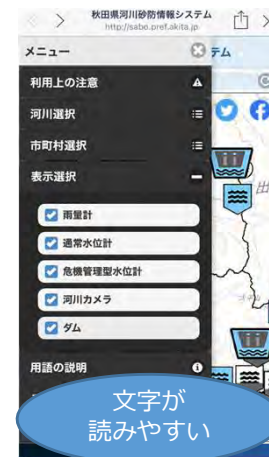 秋田県河川砂防情報システム
http://sabo.pref.akita.jp
メニュー
テム
利用上の注意
河川選択
市町村選択
表示選択
雨量計
通常水位計
危機管理型水位計
河川カメラ
ダム
用語の説明
文字が
読みやすい